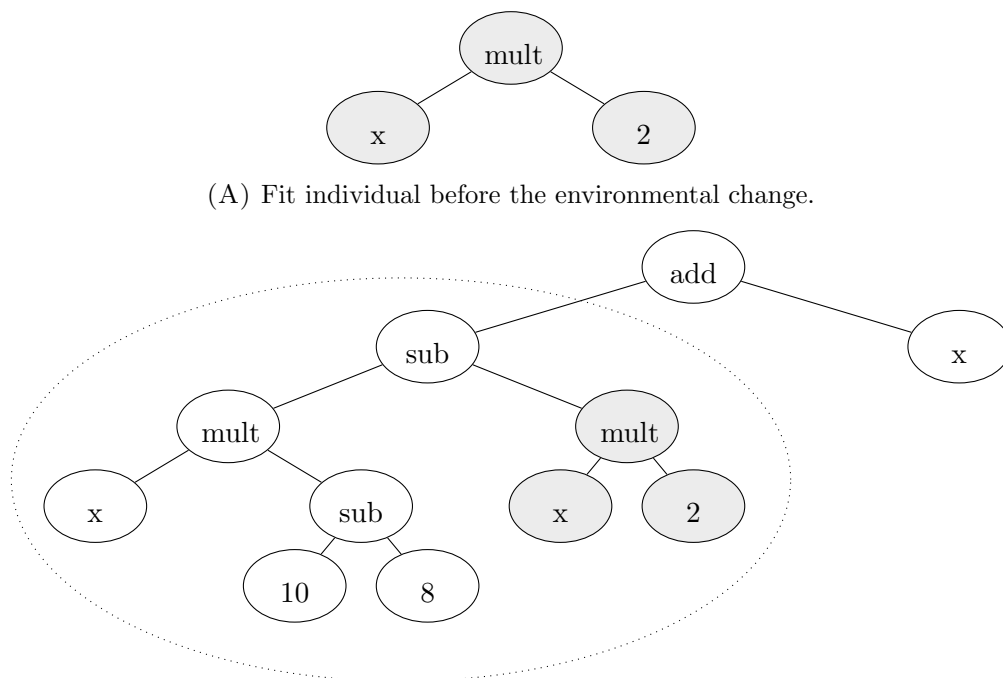 mult
x
2
(A) Fit individual before the environmental change.
add
sub
x
mult
mult
x
sub
x
2
10
8